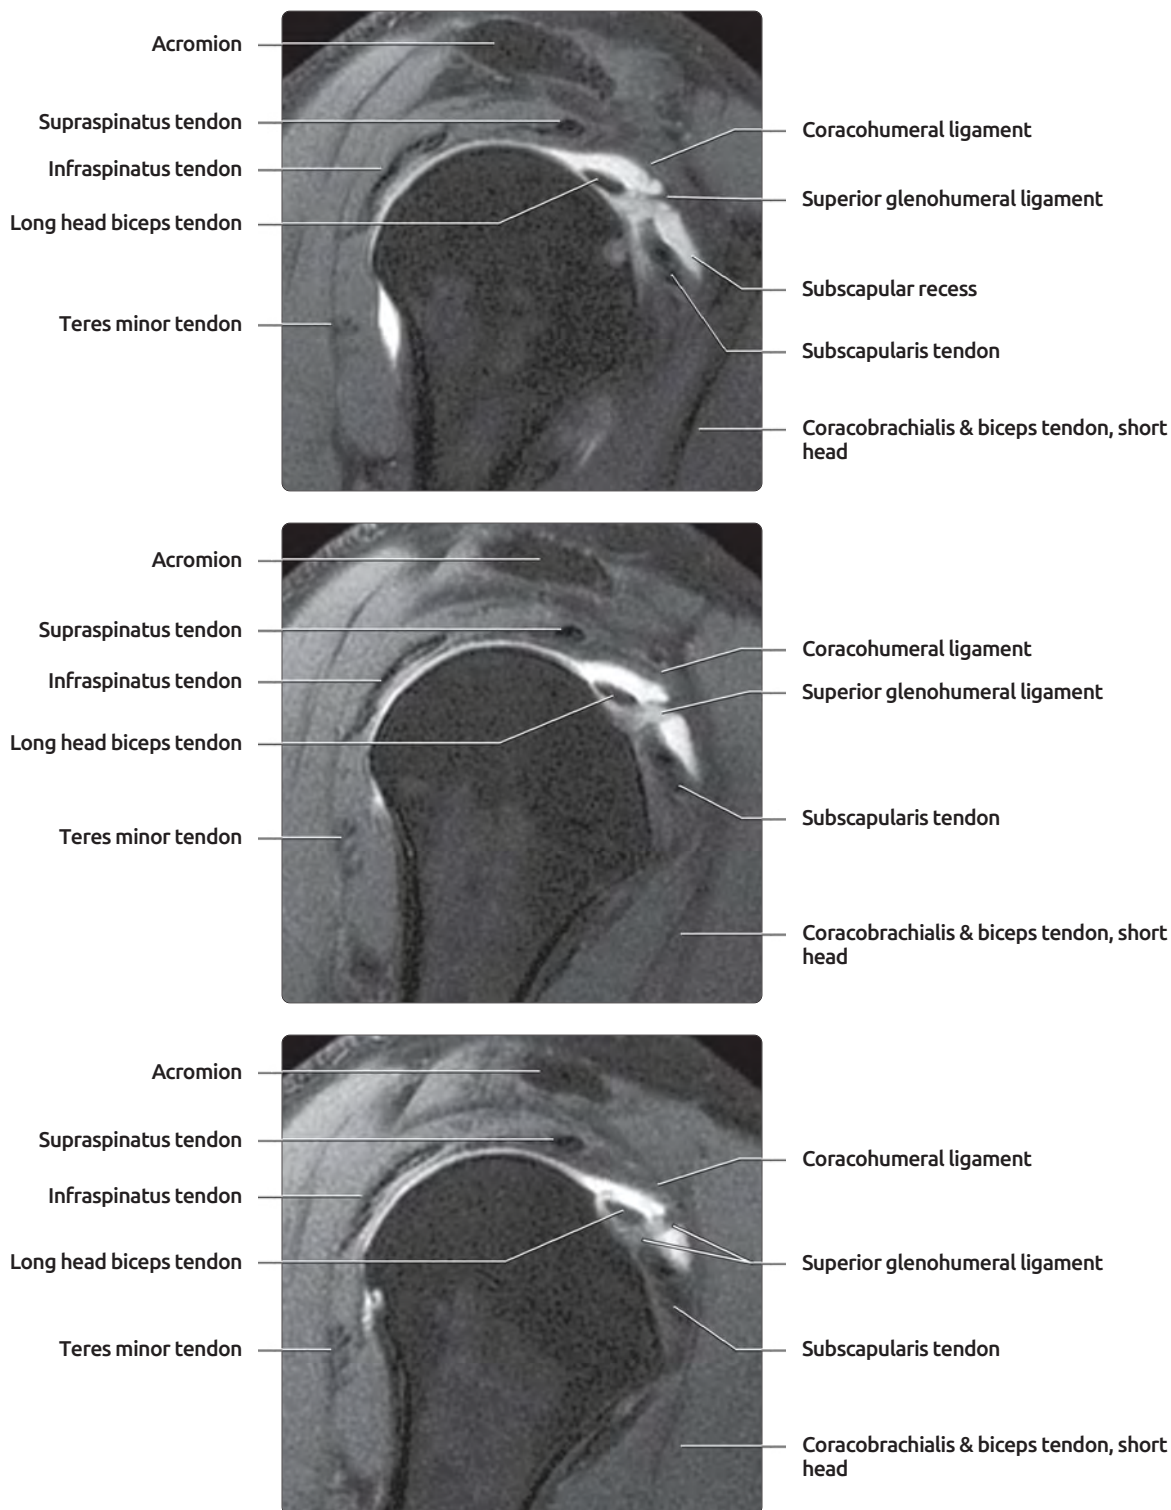 Acromion
Supraspinatus tendon
Infraspinatus tendon
Long head biceps tendon
Teres minor tendon
Coracohumeral ligament
Superior glenohumeral ligament
Subscapular recess
Subscapularis tendon
Coracobrachialis & biceps tendon, short
head
Acromion
Supraspinatus tendon
Infraspinatus tendon
Long head biceps tendon
Teres minor tendon
Coracohumeral ligament
Superior glenohumeral ligament
Subscapularis tendon
Coracobrachialis & biceps tendon, short
head
Acromion
Supraspinatus tendon
Infraspinatus tendon
Long head biceps tendon
Teres minor tendon
Coracohumeral ligament
Superior glenohumeral ligament
Subscapularis tendon
Coracobrachialis & biceps tendon, short
head